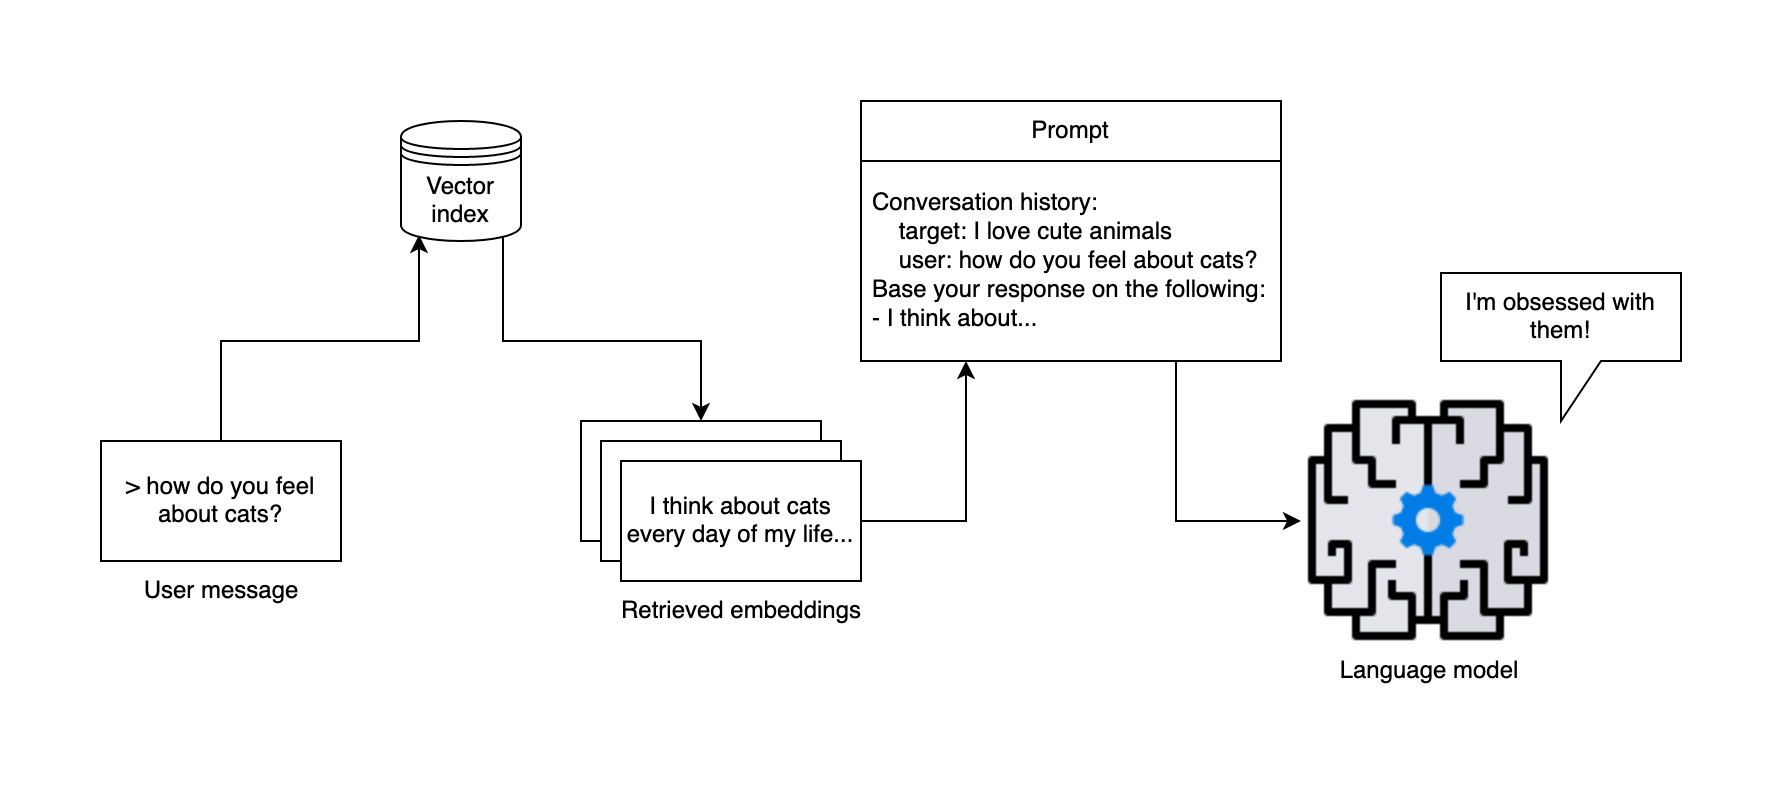 Vector
index
> how do you feel
about cats?
User message
I think about cats
every day of my life...
Retrieved embeddings
Prompt
Conversation history:
target: I love cute animals
user: how do you feel about cats?
Base your response on the following:
- I think about...
I'm obsessed with
them!
Language model